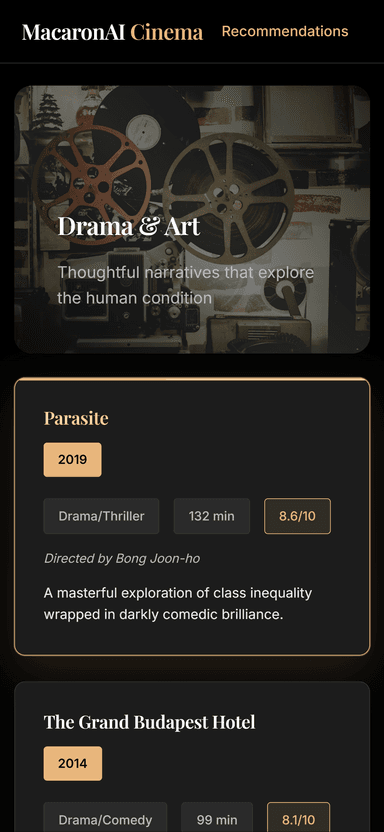 MacaronAI Cinema
Recommendations
Drama & Art
Thoughtful narratives that explore
the human condition
Parasite
2019
Drama/Thriller
132 min
8.6/10
Directed by Bong Joon-ho
A masterful exploration of class inequality
wrapped in darkly comedic brilliance.
The Grand Budapest Hotel
2014
Drama/Comedy
99 min
8.1/10